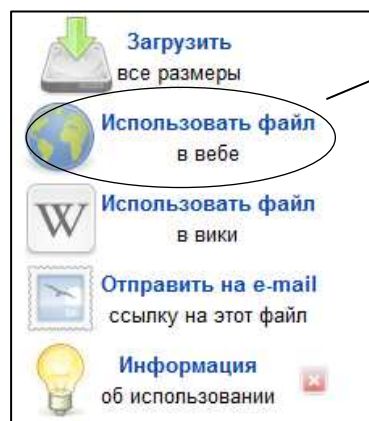 Загрузить
все размеры
Использовать файл
в вебе
W
Использовать файл
в вики
Отправить на e-mail
ссылку на этот файл
Информация
об использовании